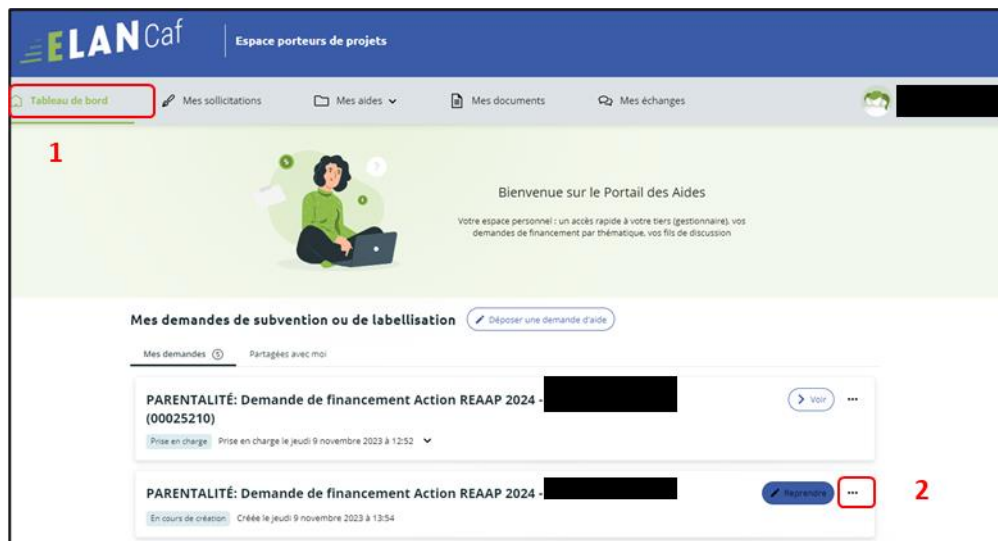 ELAN Caf
Espace porteurs de projets
Tableau de bord
Mes sollicitations
Mes aides
Mes documents
Mes échanges
1
Bienvenue sur le Portail des Aides
Votre espace personnel : un accès rapide à votre tiers (gestionnaire), vos
demandes de financement par thématique, vos fils de discussion
Mes demandes de subvention ou de labellisation
Déposer une demande d'aide
Mes demandes 5
Partagées avec moi
PARENTALITÉ: Demande de financement Action REAAP 2024 -
(00025210)
Voir
...
Prise en charge
Prise en charge le jeudi 9 novembre 2023 à 12:52
PARENTALITÉ: Demande de financement Action REAAP 2024 -
Reprendre
...
2
En cours de création
Créée le jeudi 9 novembre 2023 à 13:54